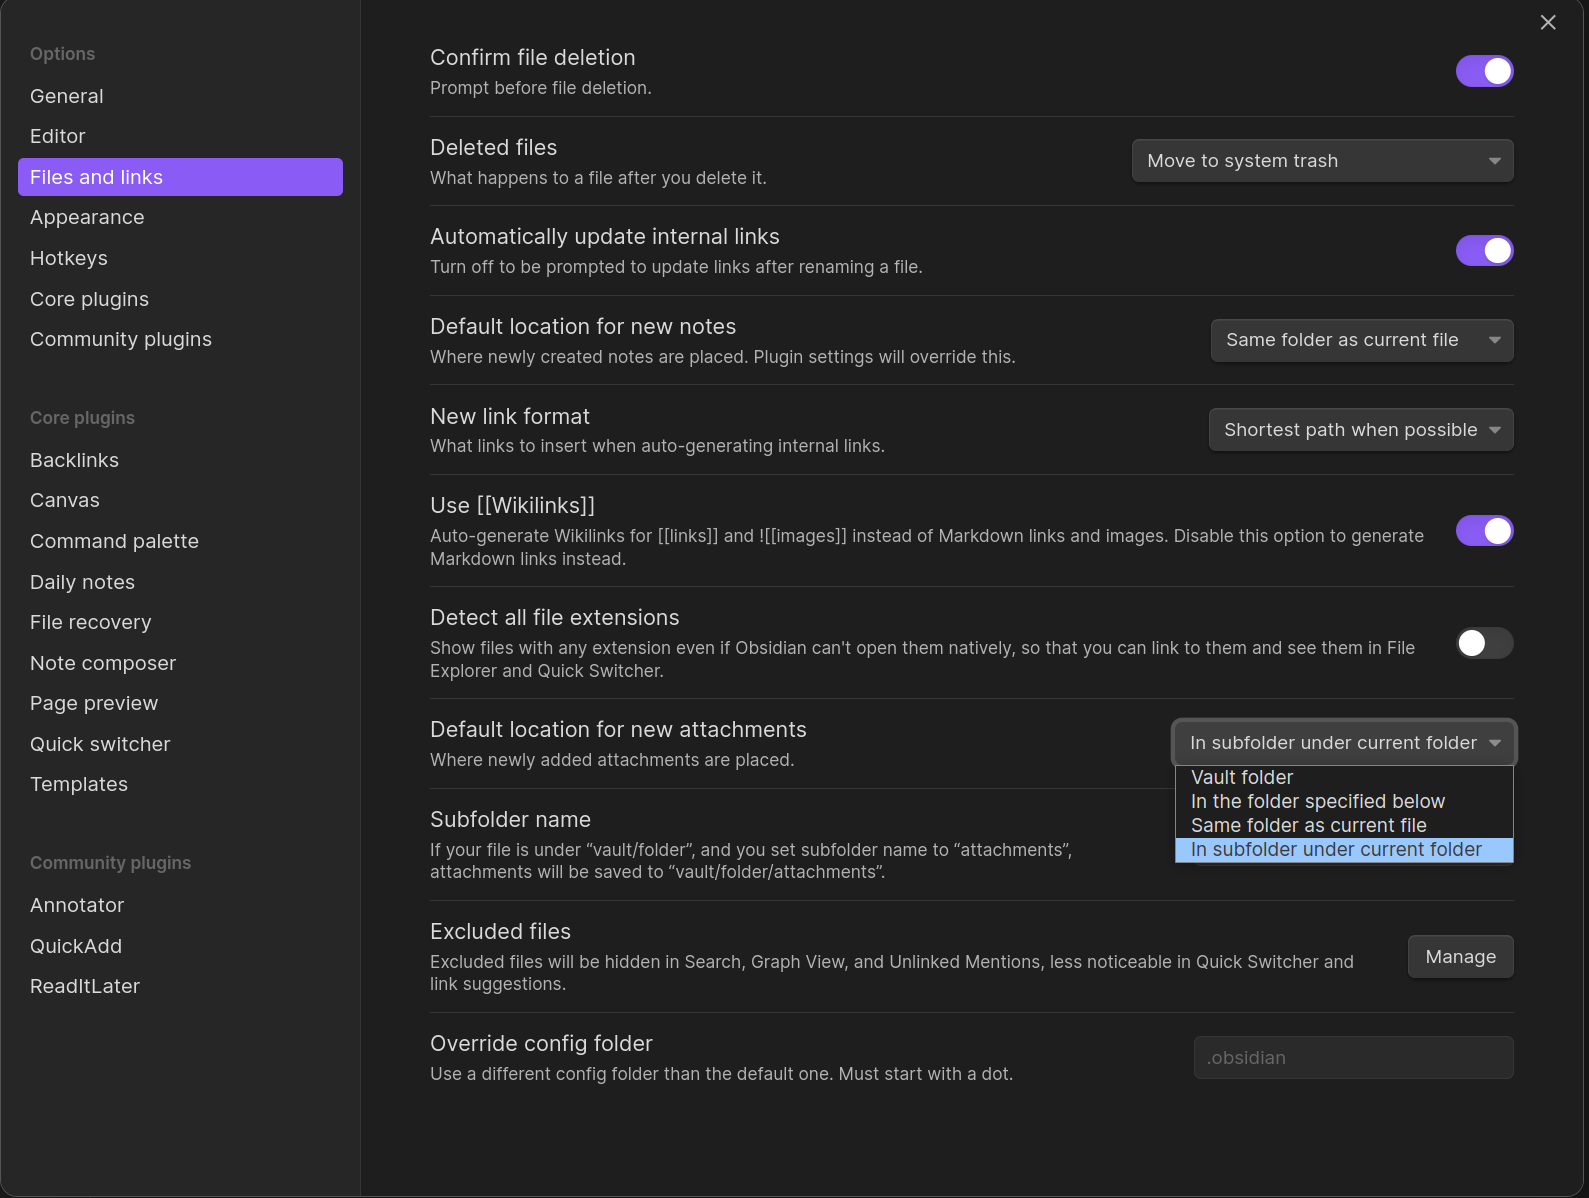 Options
General
Editor
Files and links
Appearance
Hotkeys
Core plugins
Community plugins
Core plugins
Backlinks
Canvas
Command palette
Daily notes
File recovery
Note composer
Page preview
Quick switcher
Templates
Community plugins
Annotator
QuickAdd
ReadItLater
Confirm file deletion
Prompt before file deletion.
Deleted files
What happens to a file after you delete it.
Move to system trash
Automatically update internal links
Turn off to be prompted to update links after renaming a file.
Default location for new notes
Where newly created notes are placed. Plugin settings will override this.
Same folder as current file
New link format
What links to insert when auto-generating internal links.
Shortest path when possible
Use [[Wikilinks]]
Auto-generate Wikilinks for [[links]] and ![[images]] instead of Markdown links and images. Disable this option to generate
Markdown links instead.
Detect all file extensions
Show files with any extension even if Obsidian can't open them natively, so that you can link to them and see them in File
Explorer and Quick Switcher.
Default location for new attachments
Where newly added attachments are placed.
In subfolder under current folder
Vault folder
In the folder specified below
Same folder as current file
In subfolder under current folder
Subfolder name
If your file is under “vault/folder”, and you set subfolder name to “attachments”,
attachments will be saved to “vault/folder/attachments”.
Excluded files
Excluded files will be hidden in Search, Graph View, and Unlinked Mentions, less noticeable in Quick Switcher and
link suggestions.
Manage
Override config folder
Use a different config folder than the default one. Must start with a dot.
.obsidian